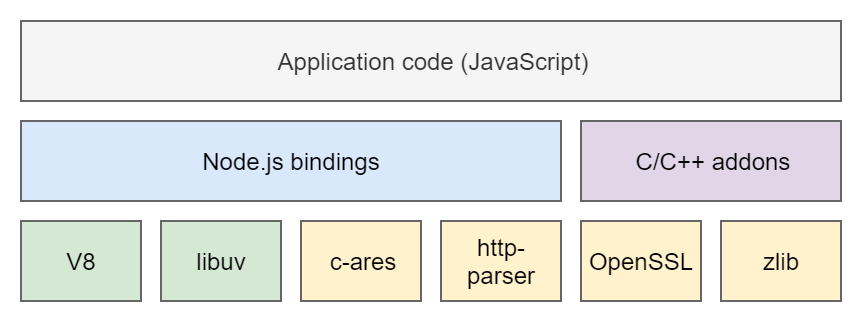 Application code (JavaScript)
Node.js bindings
C/C++ addons
V8
libuv
c-ares
http-
parser
OpenSSL
zlib